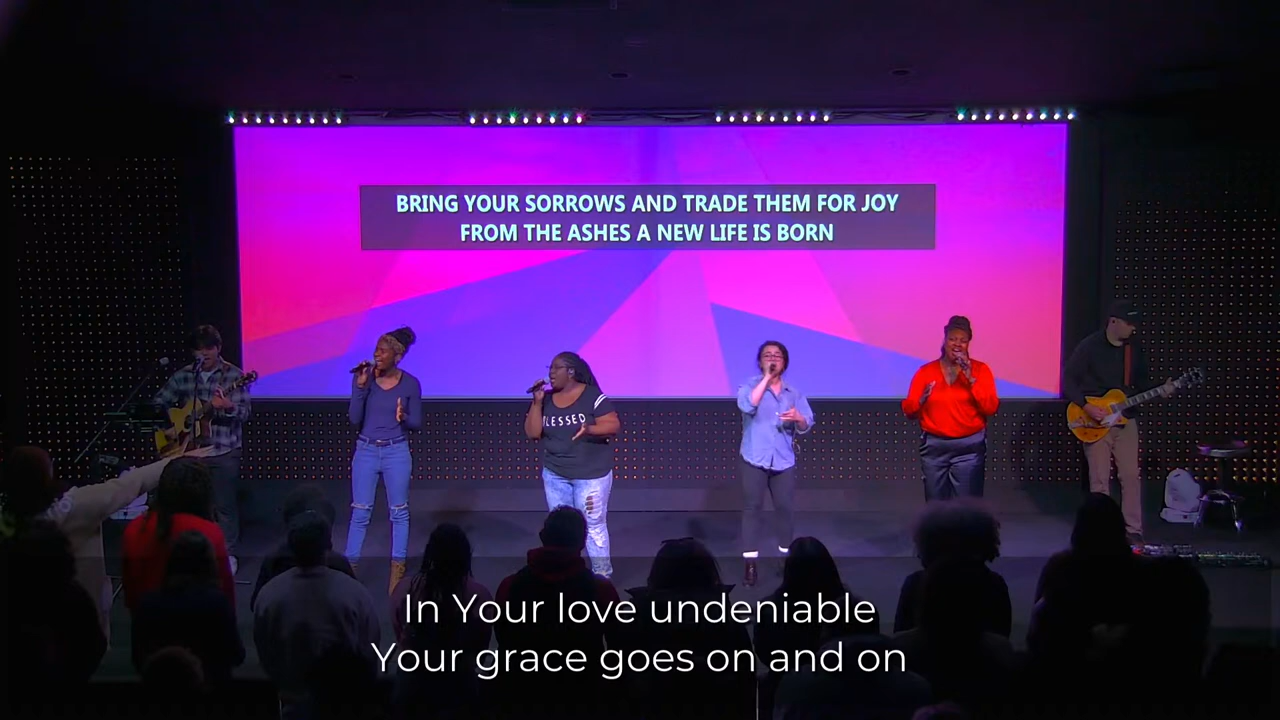 BRING YOUR SORROWS AND TRADE THEM FOR JOY
FROM THE ASHES A NEW LIFE IS BORN
LESSED
In Your love undeniable
Your grace goes on and on